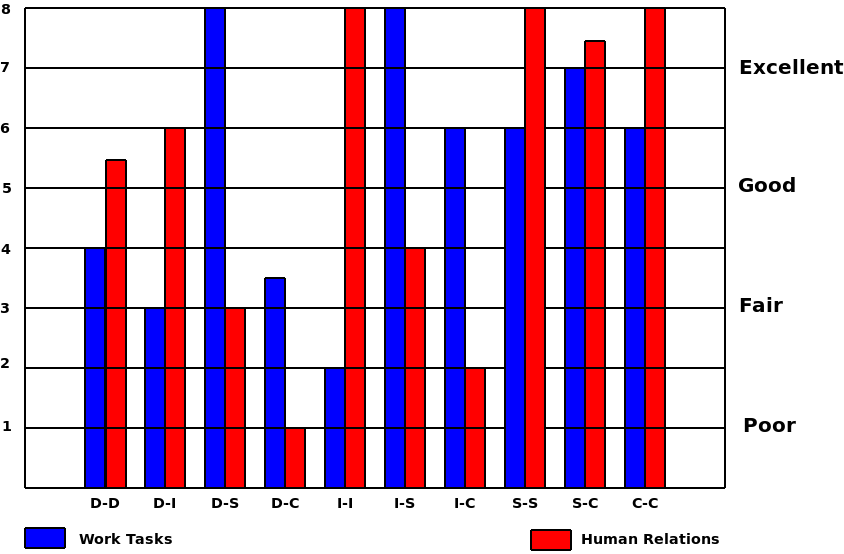 8
7
6
5
4
3
2
1
Excellent
Good
Fair
Poor
D-D D-I D-S D-C I-I I-S I-C S-S S-C C-C
Work Tasks Human Relations